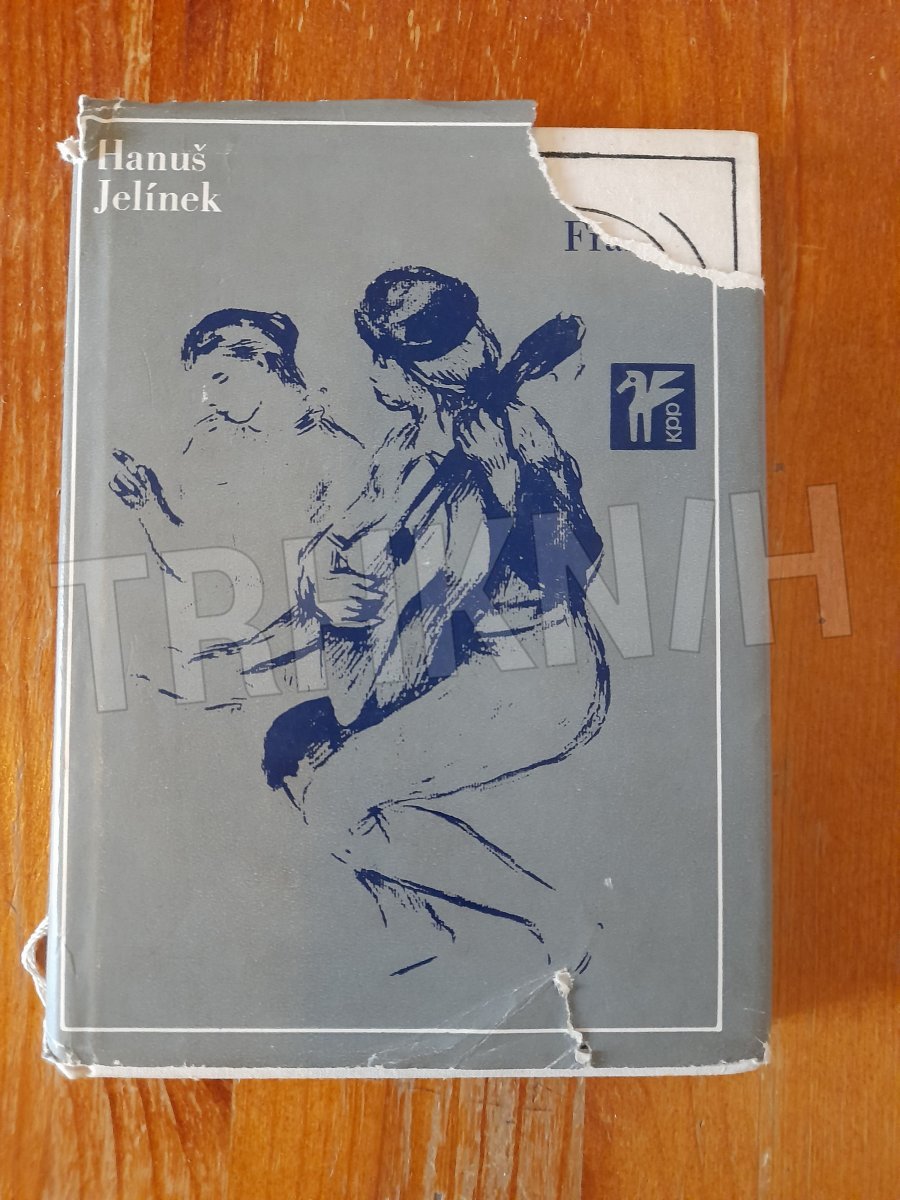 Hanuš
Jelínek
Fra
kpp
TRHKNIH